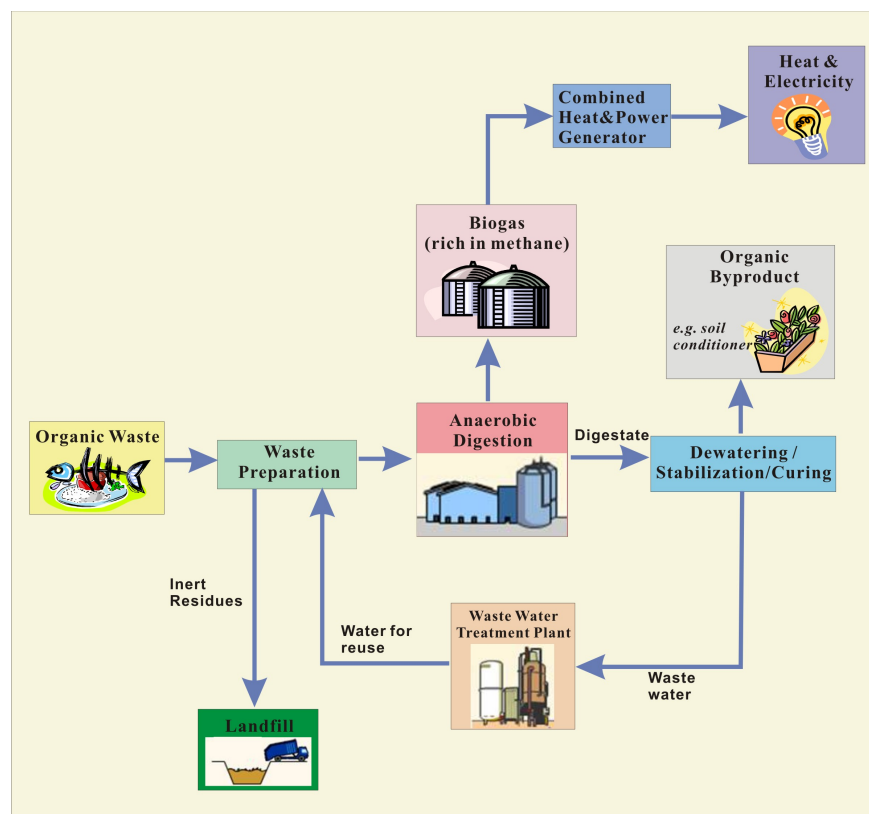 Heat &
Electricity
Combined
Heat&Power
Generator
Biogas
(rich in methane)
Organic
Byproduct
e.g. soil
conditioner
Anaerobic
Digestion
Digestate
Organic Waste
Waste
Preparation
Dewatering /
Stabilization/Curing
Inert
Residues
Water for
reuse
Waste Water
Treatment Plant
Waste
water
Landfill